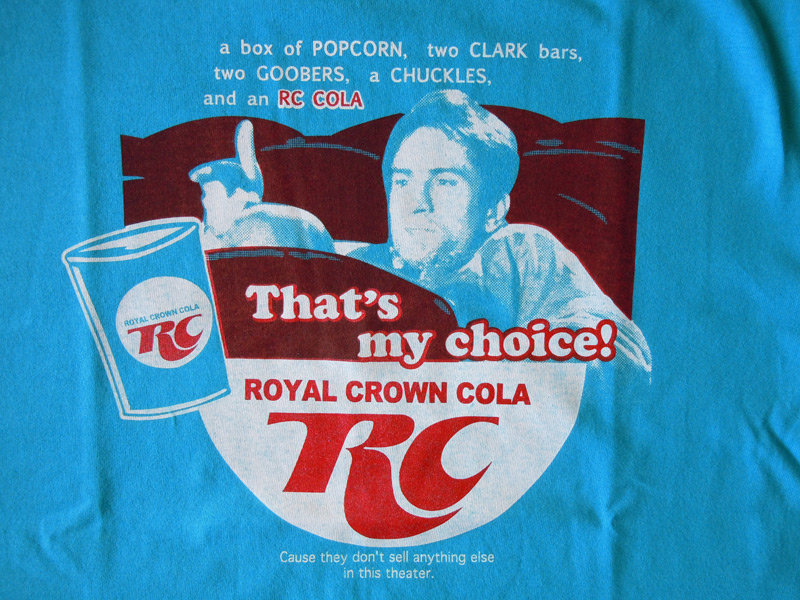 a box of POPCORN, two CLARK bars,
two GOOBERS, a CHUCKLES,
and an RC COLA
ROYAL CROWN COLA
RC
That's
my choice!
ROYAL CROWN COLA
RC
Cause they don't sell anything else
in this theater.